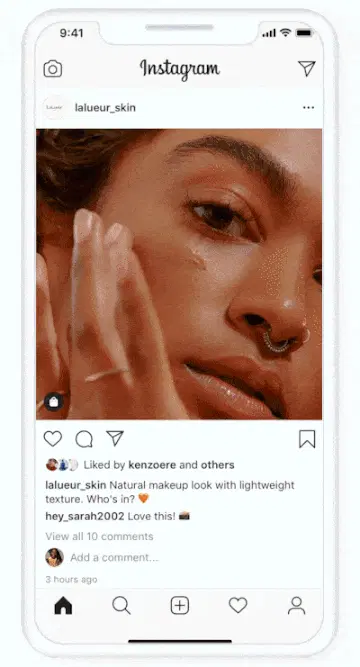 9:41
Instagram
lalueur_skin
Liked by kenzoere and others
lalueur_skin Natural makeup look with lightweight
texture. Who's in? 🧡
hey_sarah2002 Love this! 📸
View all 10 comments
Add a comment...
3 hours ago